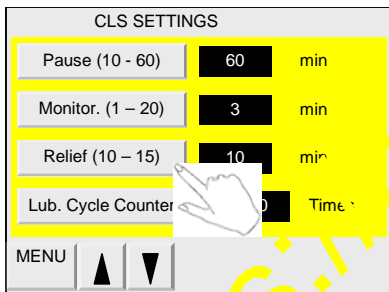 CLS SETTINGS
Pause (10 - 60) 60 min
Monitor. (1 – 20) 3 min
Relief (10 – 15) 10 min
Lub. Cycle Counter
MENU